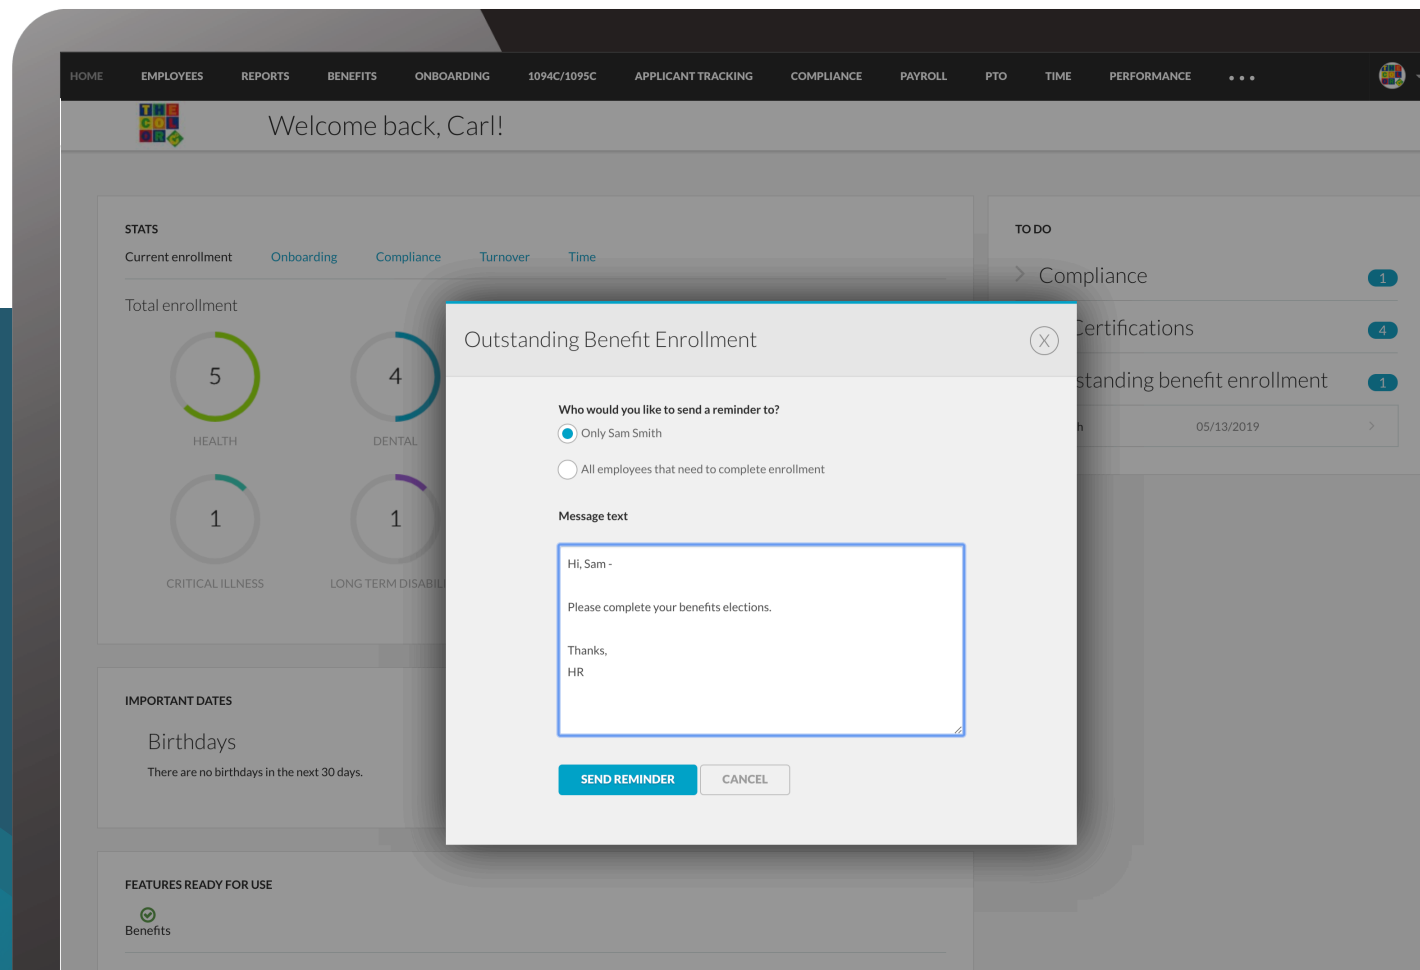 HOME EMPLOYEES REPORTS BENEFITS ONBOARDING 1094C/1095C APPLICANT TRACKING COMPLIANCE PAYROLL PTO TIME PERFORMANCE
THE
COL
OR
Welcome back, Carl!
STATS
Current enrollment Onboarding Compliance Turnover Time
Total enrollment
5
HEALTH
4
DENTAL
1
CRITICAL ILLNESS
1
LONG TERM DISABIL
IMPORTANT DATES
Birthdays
There are no birthdays in the next 30 days.
FEATURES READY FOR USE
Benefits
TO DO
Compliance 1
Certifications 4
standing benefit enrollment 1
h 05/13/2019
Outstanding Benefit Enrollment X
Who would you like to send a reminder to?
Only Sam Smith
All employees that need to complete enrollment
Message text
Hi, Sam -
Please complete your benefits elections.
Thanks,
HR
SEND REMINDER CANCEL